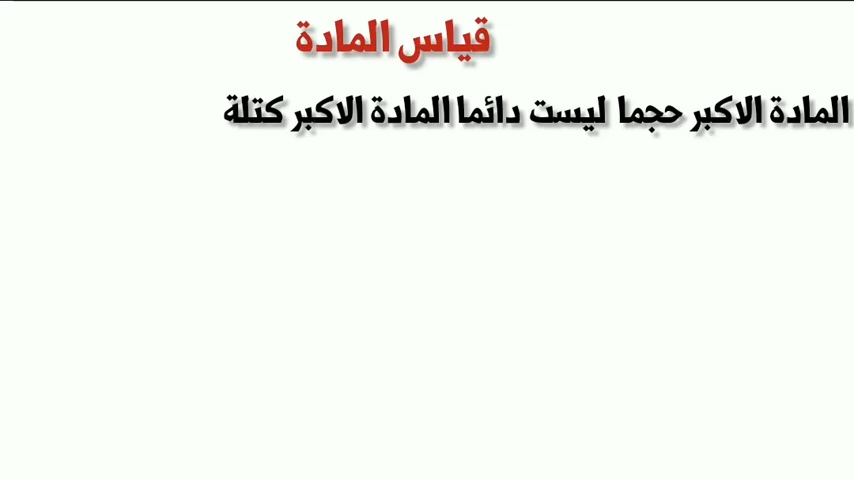 قياس المادة
المادة الاكبر حجما ليست دائما المادة الاكبر كتلة